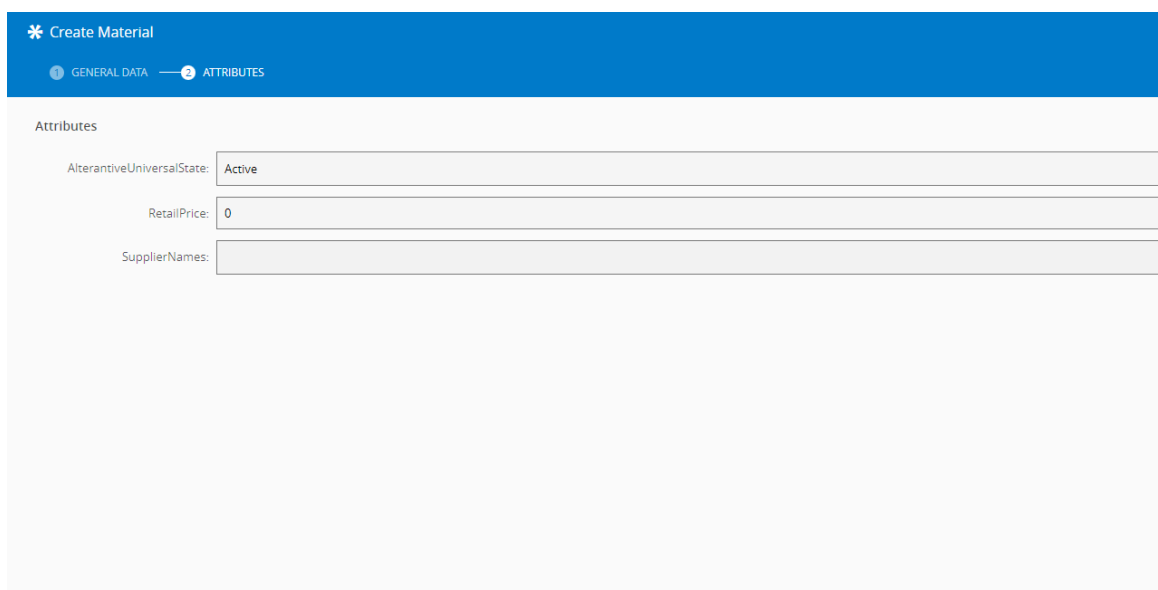 Create Material
1 GENERAL DATA 2 ATTRIBUTES
Attributes
AlterantiveUniversalState: Active
RetailPrice: 0
SupplierNames: